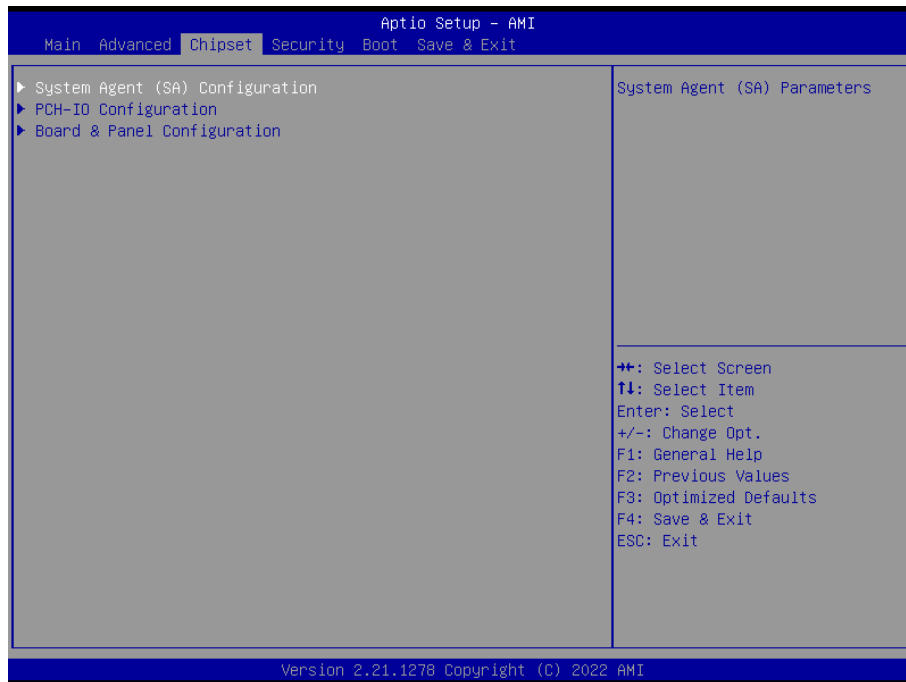 Aptio Setup – AMI
Main Advanced Chipset Security Boot Save & Exit
▶ System Agent (SA) Configuration
▶ PCH-IO Configuration
▶ Board & Panel Configuration
System Agent (SA) Parameters
→←: Select Screen
↑↓: Select Item
Enter: Select
+/-: Change Opt.
F1: General Help
F2: Previous Values
F3: Optimized Defaults
F4: Save & Exit
ESC: Exit
Version 2.21.1278 Copyright (C) 2022 AMI